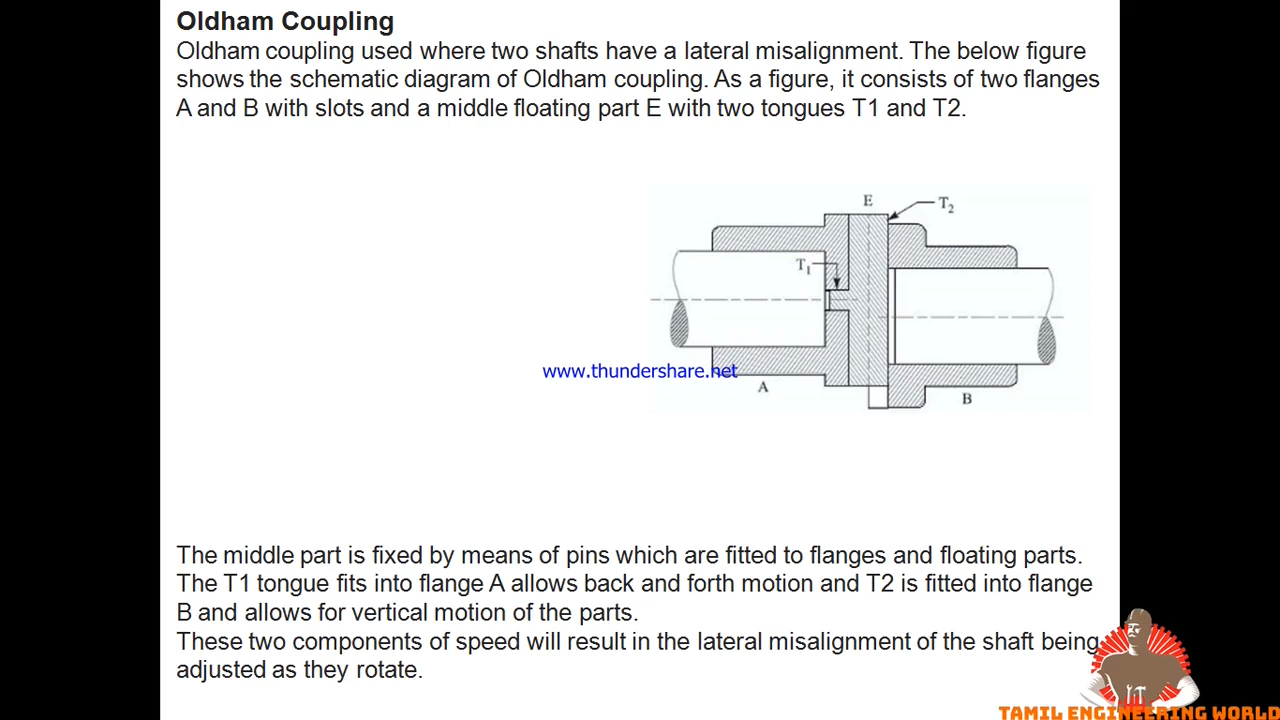 Oldham Coupling
Oldham coupling used where two shafts have a lateral misalignment. The below figure
shows the schematic diagram of Oldham coupling. As a figure, it consists of two flanges
A and B with slots and a middle floating part E with two tongues T1 and T2.
E
T2
T1
www.thundershare.net
A
B
The middle part is fixed by means of pins which are fitted to flanges and floating parts.
The T1 tongue fits into flange A allows back and forth motion and T2 is fitted into flange
B and allows for vertical motion of the parts.
These two components of speed will result in the lateral misalignment of the shaft being
adjusted as they rotate.
TAMIL ENGINEERING WORLD